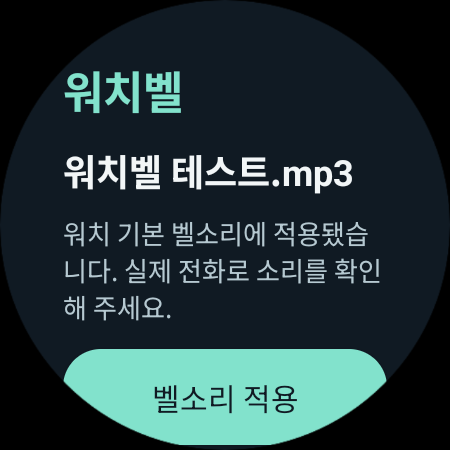 워치벨
워치벨 테스트.mp3
워치 기본 벨소리에 적용됐습
니다. 실제 전화로 소리를 확인
해 주세요.
벨소리 적용